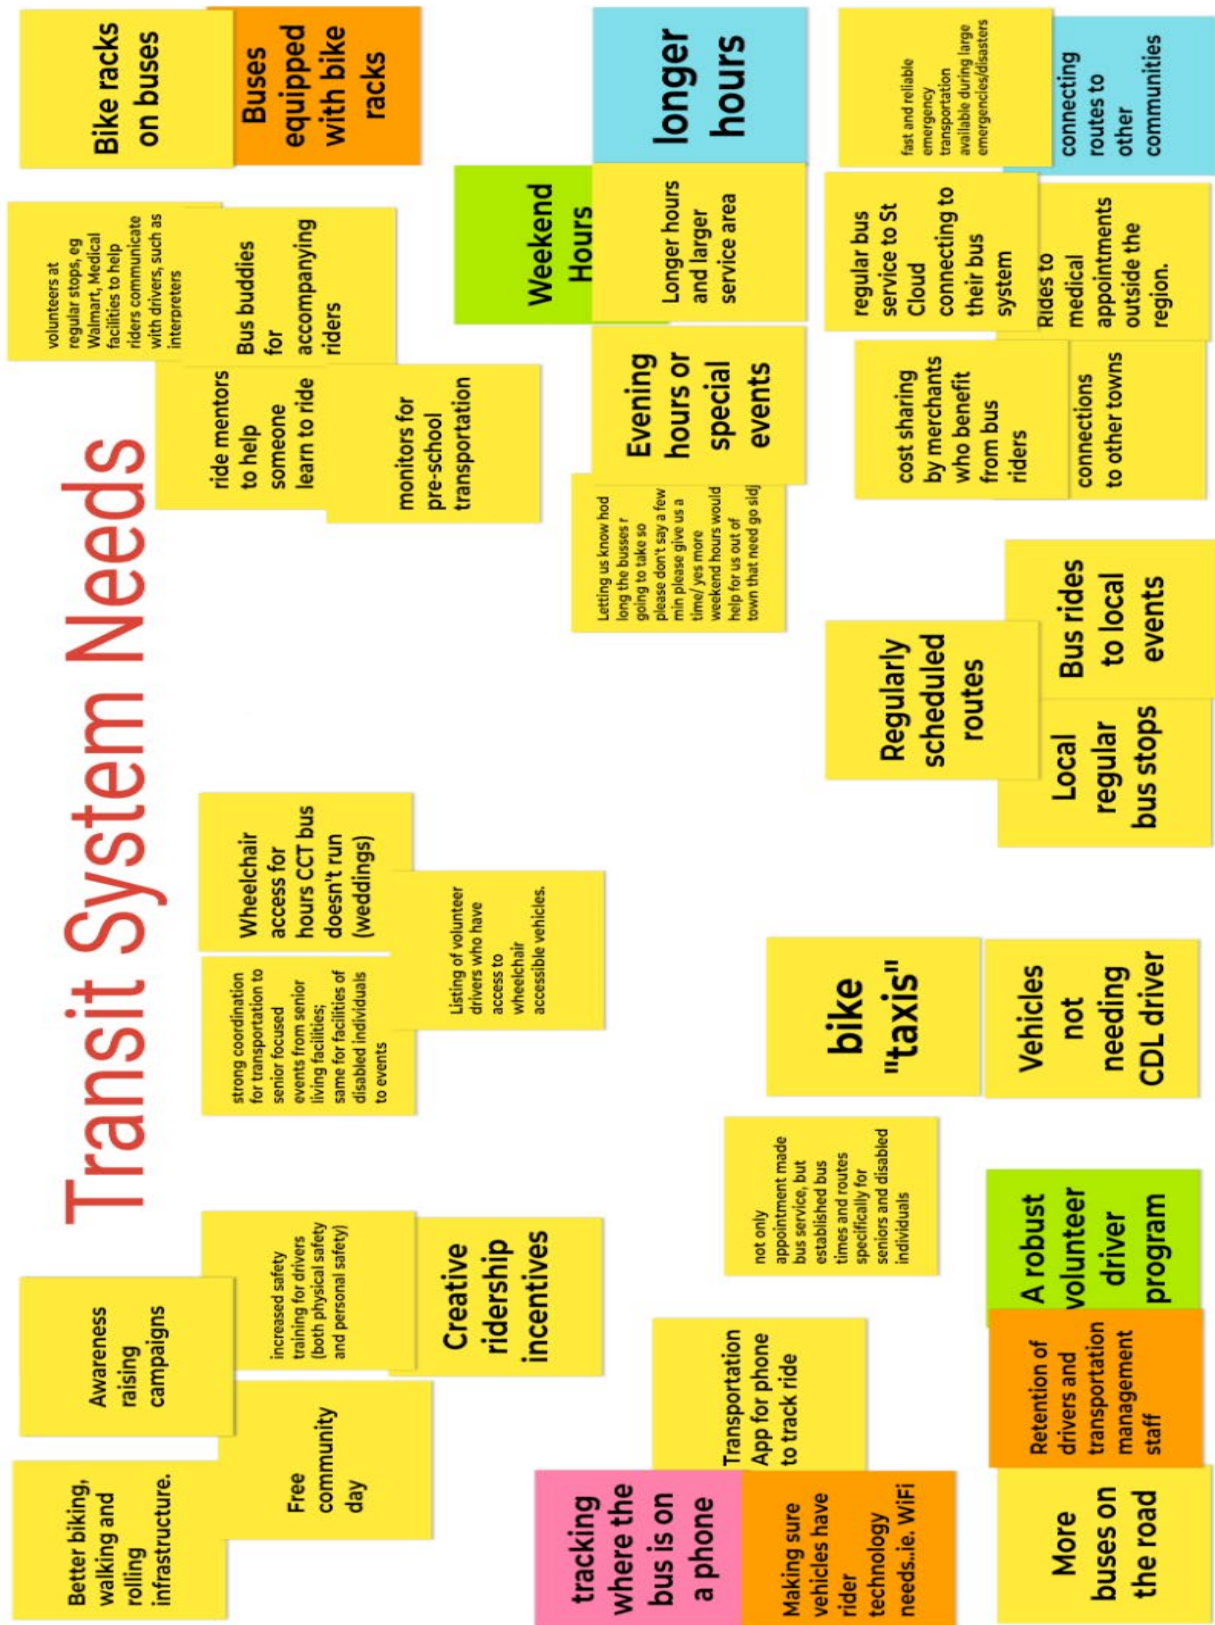 Transit System Needs
Better biking,
walking and
rolling
infrastructure.
Awareness
raising
campaigns
Free
community
day
increased safety
training for drivers
(both physical safety
and personal safety)
Creative
ridership
incentives
strong coordination
for transportation to
senior focused
events from senior
living facilities;
same for facilities of
disabled individuals
to events
Wheelchair
access for
hours CCT bus
doesn't run
(weddings)
Listing of volunteer
drivers who have
access to
wheelchair
accessible vehicles.
volunteers at
regular stops, eg
Walmart, Medical
facilities to help
riders communicate
with drivers, such as
interpreters
ride mentors
to help
someone
learn to ride
Bus buddies
for
accompanying
riders
monitors for
pre-school
transportation
Bike racks
on buses
Buses
equipped
with bike
racks
tracking
where the
bus is on
a phone
Transportation
App for phone
to track ride
Making sure
vehicles have
rider
technology
needs..ie. WiFi
not only
appointment made
bus service, but
established bus
times and routes
specifically for
seniors and disabled
individuals
bike
"taxis"
Letting us know hod
long the busses r
going to take so
please don't say a few
min please give us a
time/ yes more
weekend hours would
help for us out of
town that need go sidj
Evening
hours or
special
events
Weekend
Hours
Longer hours
and larger
service area
longer
hours
More
buses on
the road
Retention of
drivers and
transportation
management
staff
A robust
volunteer
driver
program
Vehicles
not
needing
CDL driver
Regularly
scheduled
routes
Local
regular
bus stops
Bus rides
to local
events
cost sharing
by merchants
who benefit
from bus
riders
connections
to other towns
regular bus
service to St
Cloud
connecting to
their bus
system
Rides to
medical
appointments
outside the
region.
fast and reliable
emergency
transportation
available during large
emergencies/disasters
connecting
routes to
other
communities